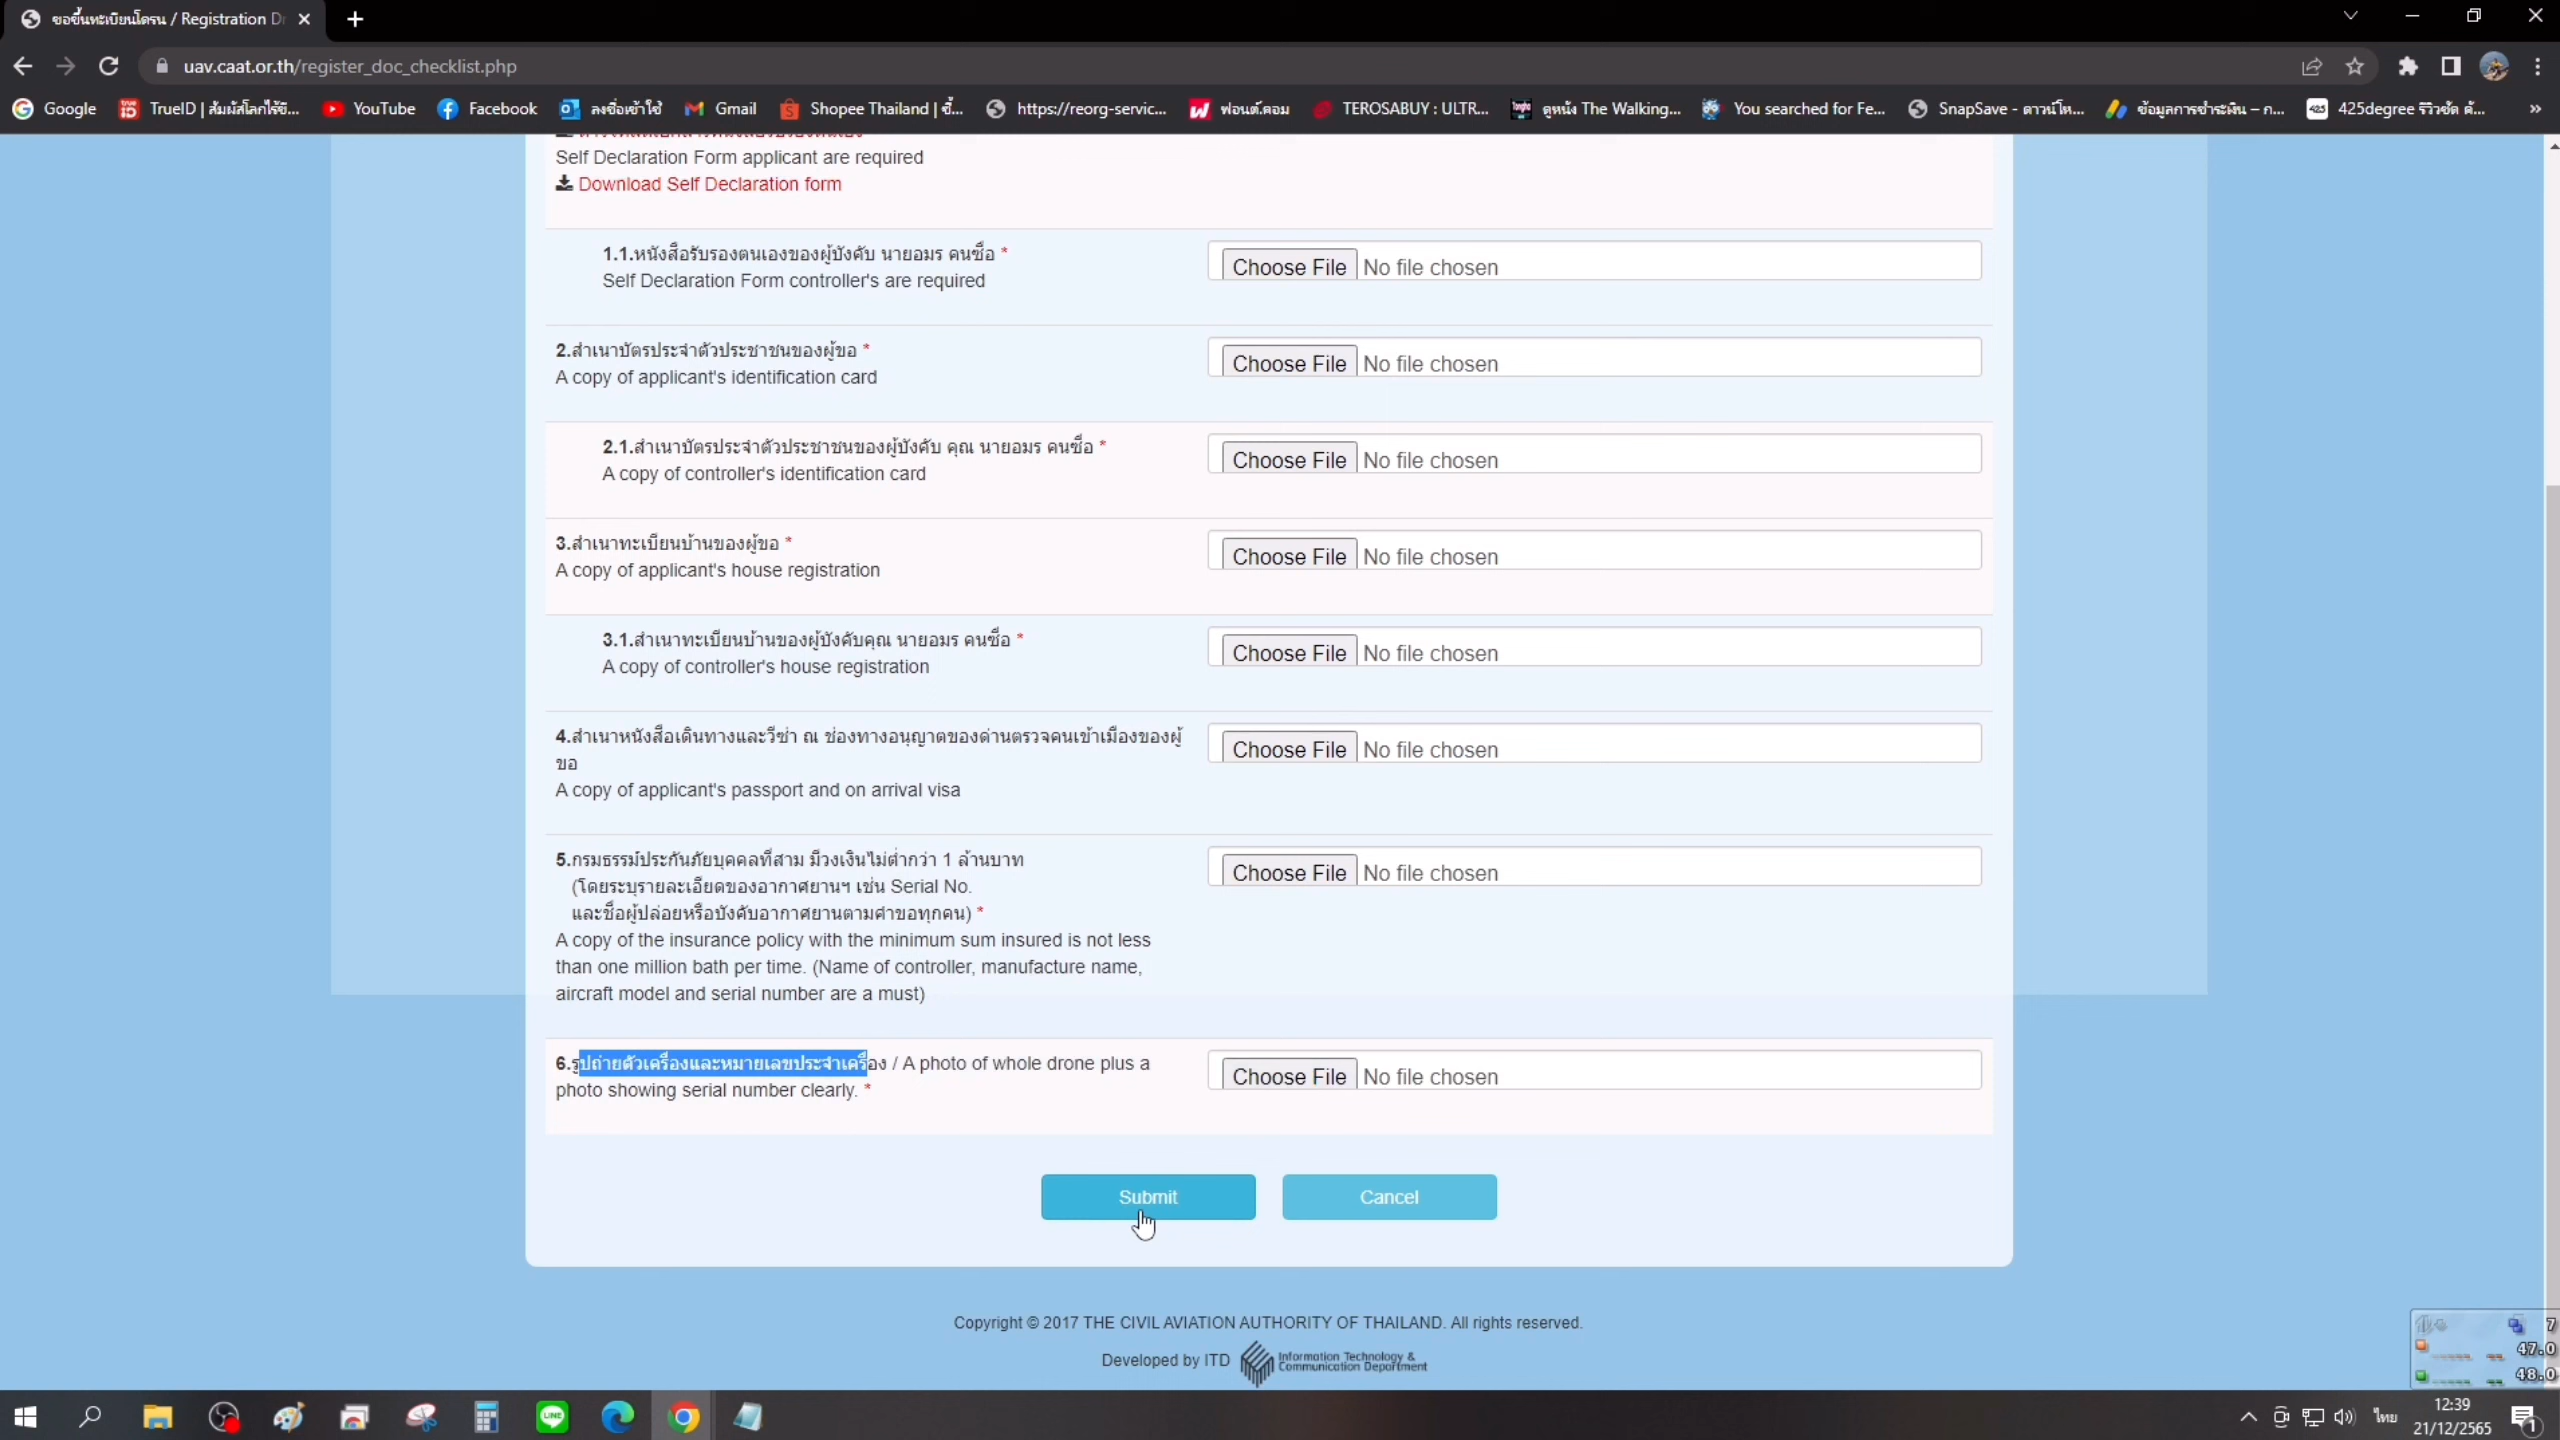 ขอขึ้นทะเบียนโดรน / Registration Dr
uav.caat.or.th/register_doc_checklist.php
Google TrueID | สัมผัสโลกไร้ขี... YouTube Facebook ลงชื่อเข้าใช้ Gmail Shopee Thailand | ซื้... https://reorg-servic... ฟอนต์.คอม TEROSABUY : ULTR... ดูหนัง The Walking... You searched for Fe... SnapSave - ดาวน์โห... ข้อมูลการชำระเงิน – ก... 425degree รีวิวซัด ค้... »
Self Declaration Form applicant are required
Download Self Declaration form
1.1.หนังสือรับรองตนเองของผู้บังคับ นายอมร คนซื่อ *
Choose File No file chosen
Self Declaration Form controller's are required
2.สำเนาบัตรประจำตัวประชาชนของผู้ขอ *
Choose File No file chosen
A copy of applicant's identification card
2.1.สำเนาบัตรประจำตัวประชาชนของผู้บังคับ คุณ นายอมร คนซื่อ *
Choose File No file chosen
A copy of controller's identification card
3.สำเนาทะเบียนบ้านของผู้ขอ *
Choose File No file chosen
A copy of applicant's house registration
3.1.สำเนาทะเบียนบ้านของผู้บังคับคุณ นายอมร คนซื่อ *
Choose File No file chosen
A copy of controller's house registration
4.สำเนาหนังสือเดินทางและวีซ่า ณ ช่องทางอนุญาตของด่านตรวจคนเข้าเมืองของผู้
ขอ
Choose File No file chosen
A copy of applicant's passport and on arrival visa
5.กรมธรรม์ประกันภัยบุคคลที่สาม มีวงเงินไม่ต่ำกว่า 1 ล้านบาท
Choose File No file chosen
(โดยระบุรายละเอียดของอากาศยานฯ เช่น Serial No.
และชื่อผู้ปล่อยหรือบังคับอากาศยานตามคำขอทุกคน) *
A copy of the insurance policy with the minimum sum insured is not less
than one million bath per time. (Name of controller, manufacture name,
aircraft model and serial number are a must)
6.รูปถ่ายตัวเครื่องและหมายเลขประจำเครื่อง / A photo of whole drone plus a
Choose File No file chosen
photo showing serial number clearly. *
Submit Cancel
Copyright © 2017 THE CIVIL AVIATION AUTHORITY OF THAILAND. All rights reserved.
Developed by ITD Information Technology &
Communication Department
7
47.0
48.0
LINE
ไทย
12:39
21/12/2565
1